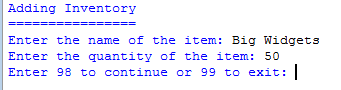 Adding Inventory
================
Enter the name of the item: Big Widgets
Enter the quantity of the item: 50
Enter 98 to continue or 99 to exit: